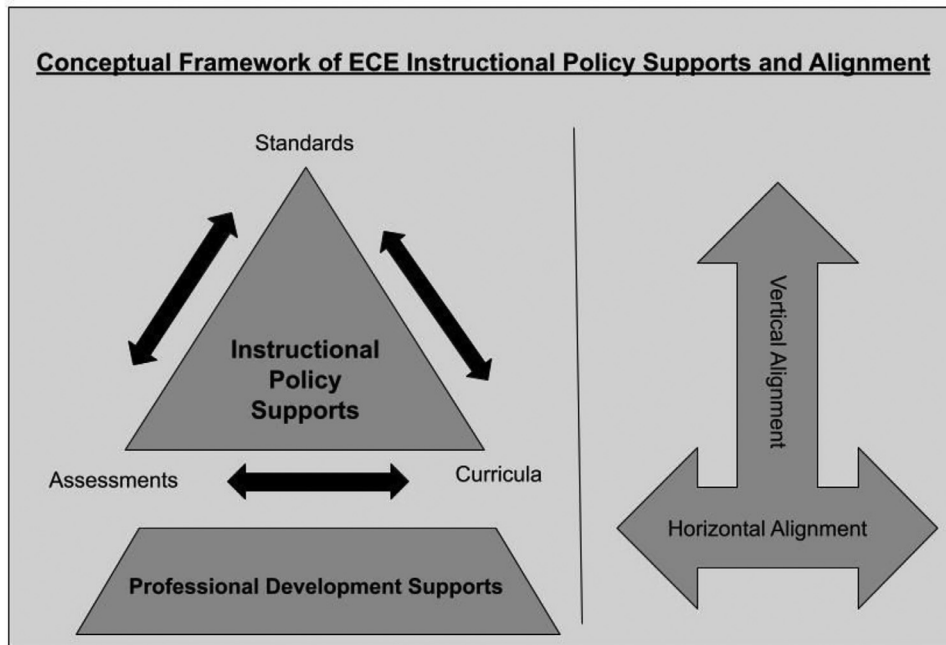 Conceptual Framework of ECE Instructional Policy Supports and Alignment
Standards
Instructional
Policy
Supports
Assessments
Curricula
Professional Development Supports
Vertical Alignment
Horizontal Alignment